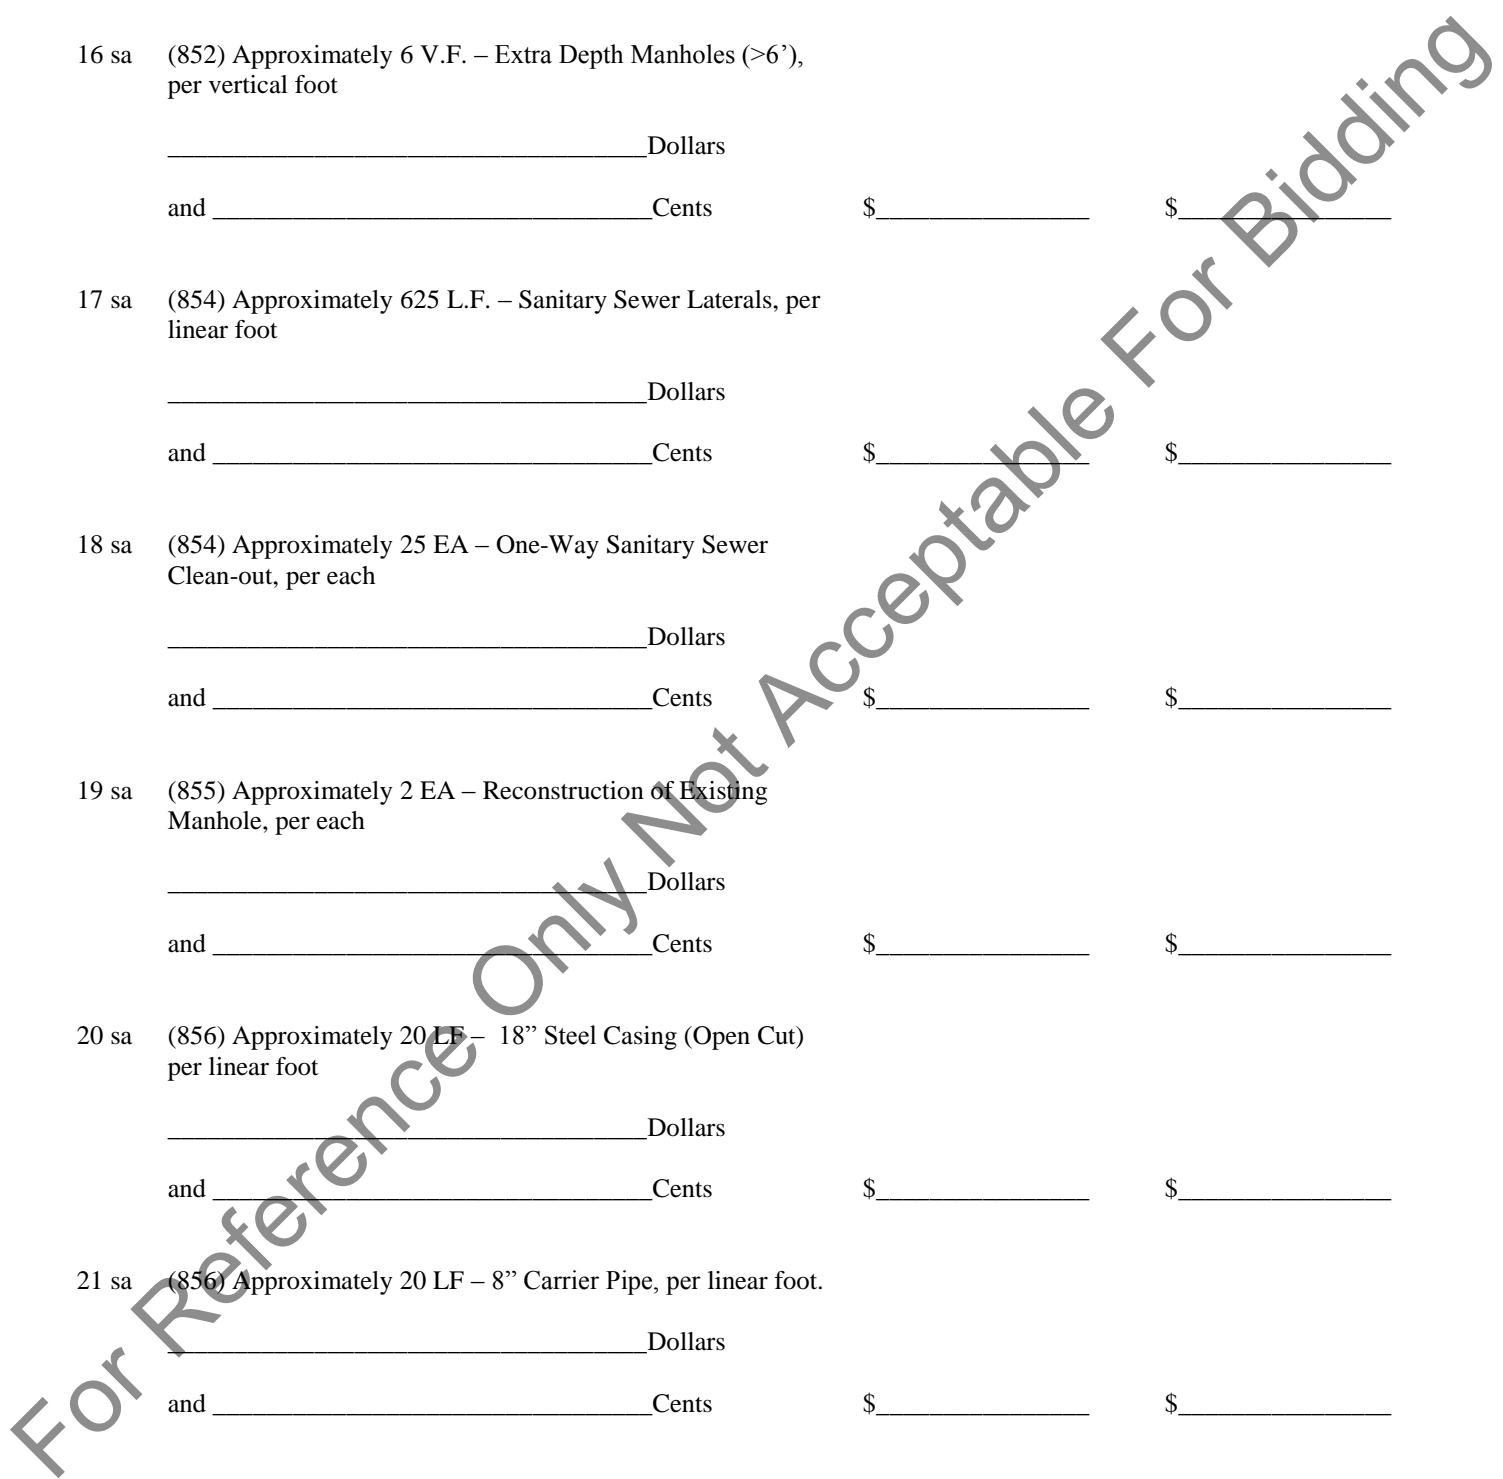 16 sa (852) Approximately 6 V.F. – Extra Depth Manholes (>6’),
per vertical foot
____________________________________Dollars
and _________________________________Cents $________________ $________________
17 sa (854) Approximately 625 L.F. – Sanitary Sewer Laterals, per
linear foot
____________________________________Dollars
and _________________________________Cents $________________ $________________
18 sa (854) Approximately 25 EA – One-Way Sanitary Sewer
Clean-out, per each
____________________________________Dollars
and _________________________________Cents $________________ $________________
19 sa (855) Approximately 2 EA – Reconstruction of Existing
Manhole, per each
____________________________________Dollars
and _________________________________Cents $________________ $________________
20 sa (856) Approximately 20 LF – 18” Steel Casing (Open Cut)
per linear foot
____________________________________Dollars
and _________________________________Cents $________________ $________________
21 sa (856) Approximately 20 LF – 8” Carrier Pipe, per linear foot.
____________________________________Dollars
and _________________________________Cents $________________ $________________
For Reference Only Not Acceptable For Bidding